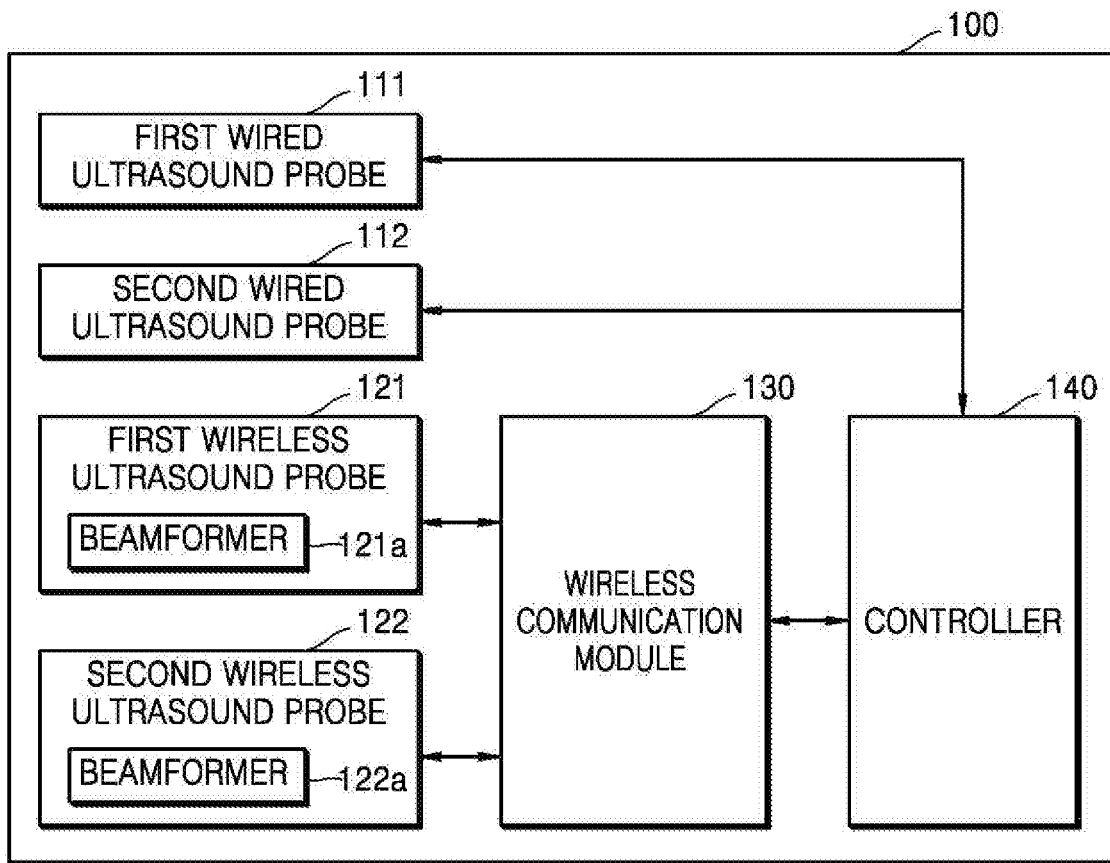 100
111
FIRST WIRED
ULTRASOUND PROBE
112
SECOND WIRED
ULTRASOUND PROBE
121
FIRST WIRELESS
ULTRASOUND PROBE
BEAMFORMER
121a
122
SECOND WIRELESS
ULTRASOUND PROBE
BEAMFORMER
122a
130
WIRELESS
COMMUNICATION
MODULE
140
CONTROLLER